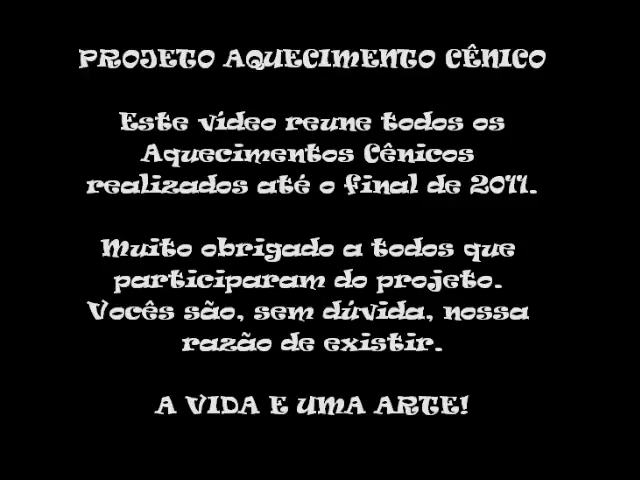 PROJETO AQUECIMENTO CÊNICO
Este vídeo reune todos os
Aquecimentos Cênicos
realizados até o final de 2011.
Muito obrigado a todos que
participaram do projeto.
Vocês são, sem dúvida, nossa
razão de existir.
A VIDA E UMA ARTE!